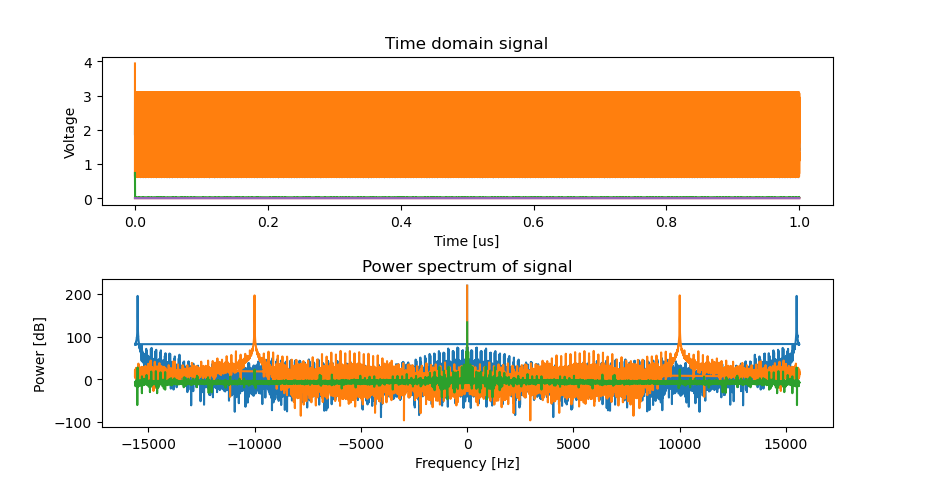 Time domain signal
4
3
2
1
0
Voltage
0.0 0.2 0.4 0.6 0.8 1.0
Time [us]
Power spectrum of signal
200
100
0
−100
Power [dB]
−15000 −10000 −5000 0 5000 10000 15000
Frequency [Hz]